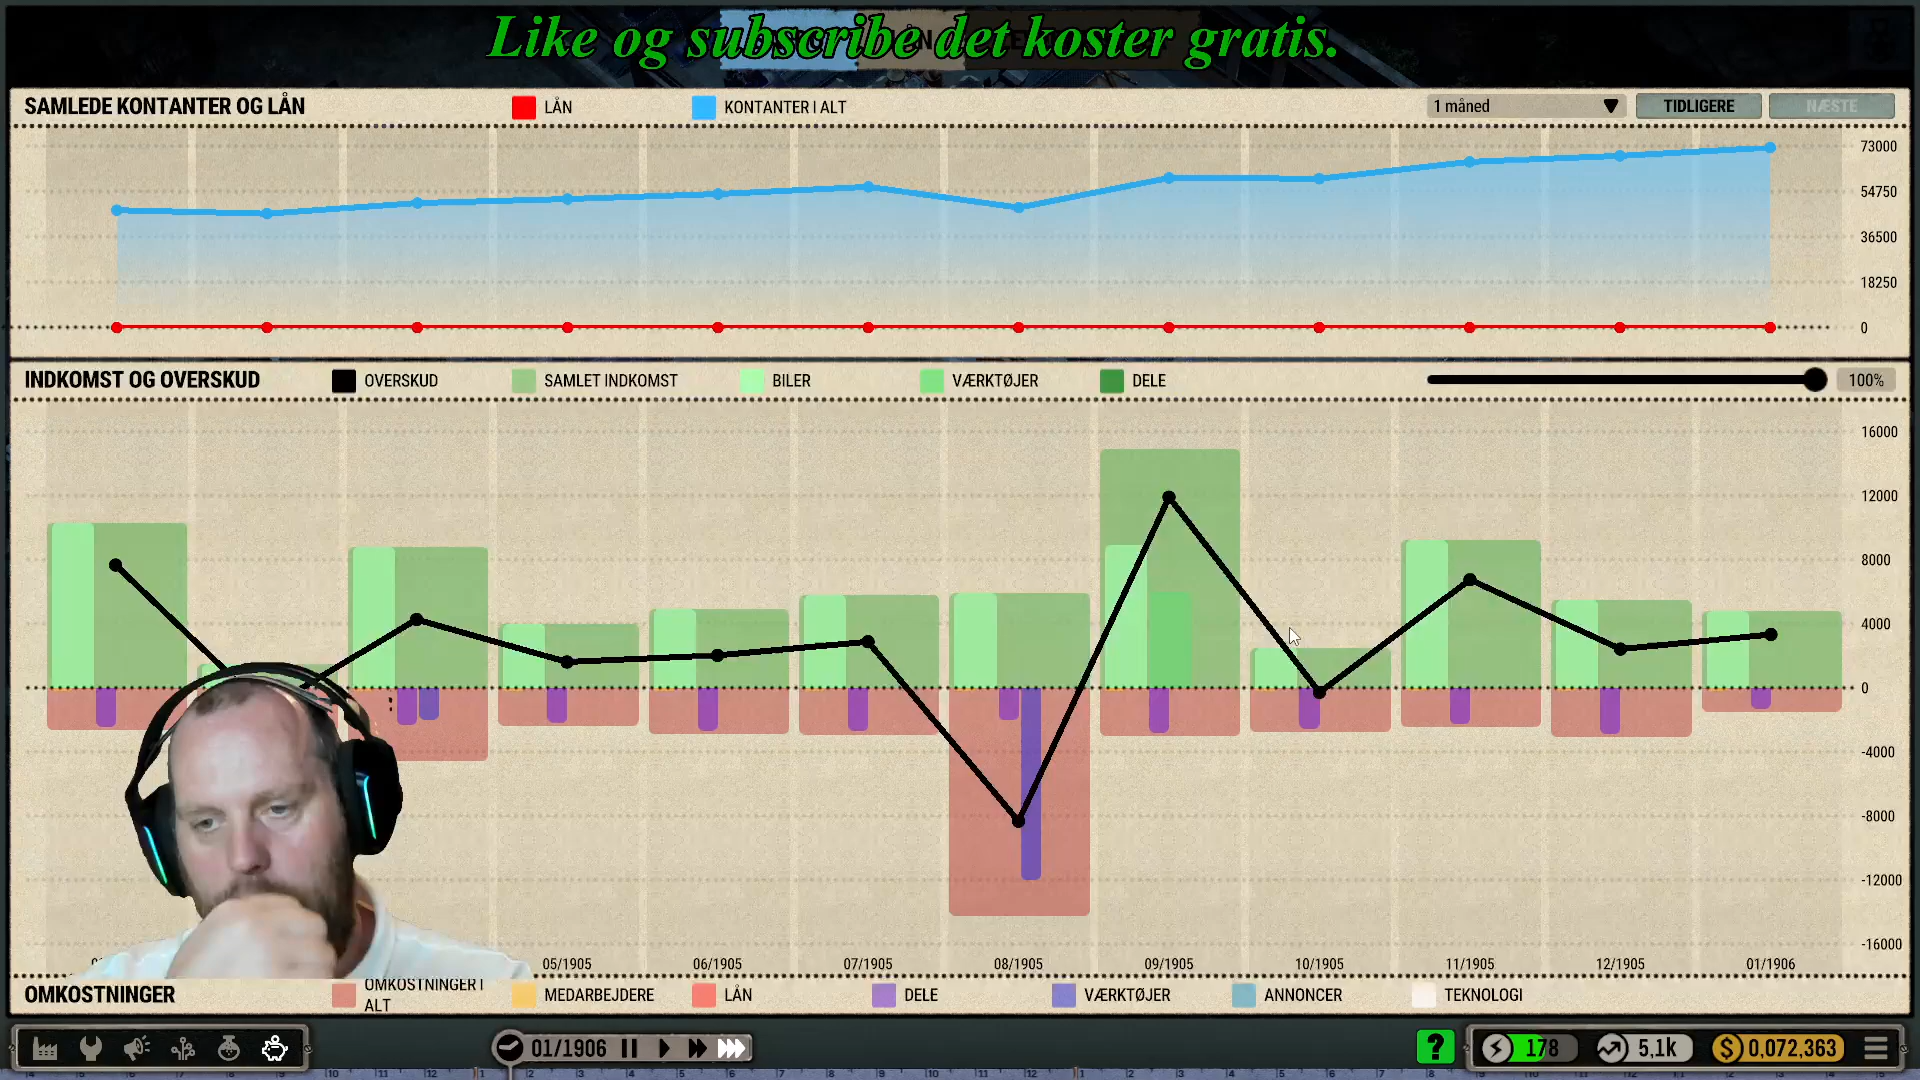 Like og subscribe det koster gratis.
SAMLEDE KONTANTER OG LÅN
LÅN
KONTANTER I ALT
1 måned
TIDLIGERE
NÆSTE
73000
54750
36500
18250
0
INDKOMST OG OVERSKUD
OVERSKUD
SAMLET INDKOMST
BILER
VÆRKTØJER
DELE
100%
16000
12000
8000
4000
0
-4000
-8000
-12000
-16000
05/1905
06/1905
07/1905
08/1905
09/1905
10/1905
11/1905
12/1905
01/1906
OMKOSTNINGER
OMKOSTNINGER I
ALT
MEDARBEJDERE
LÅN
DELE
VÆRKTØJER
ANNONCER
TEKNOLOGI
01/1906
?
178
5,1k
$ 0,072,363